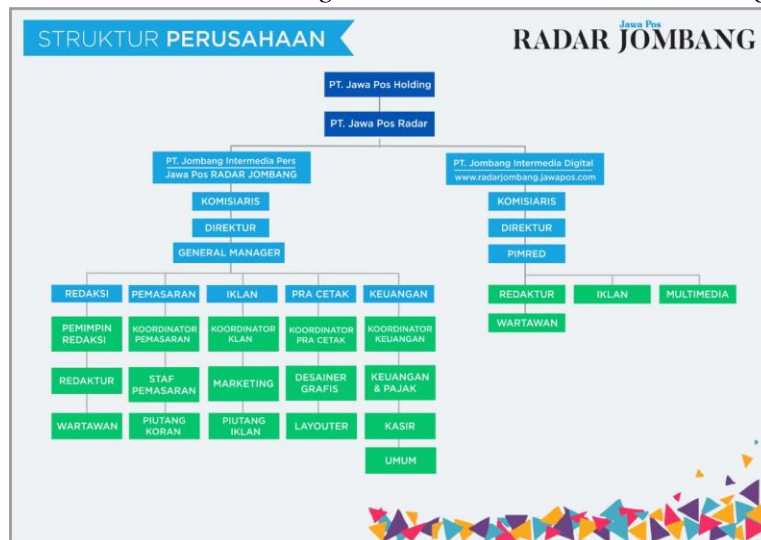 STRUKTUR PERUSAHAAN
Jawa Pos
RADAR JOMBANG
PT. Jawa Pos Holding
PT. Jawa Pos Radar
PT. Jombang Intermedia Pers
Jawa Pos RADAR JOMBANG
PT. Jombang Intermedia Digital
www.radarjombang.jawapos.com
KOMISIARIS
KOMISIARIS
DIREKTUR
DIREKTUR
GENERAL MANAGER
PIMRED
REDAKSI
PEMASARAN
IKLAN
PRA CETAK
KEUANGAN
REDAKTUR
IKLAN
MULTIMEDIA
PEMIMPIN
REDAKSI
KOORDINATOR
PEMASARAN
KOORDINATOR
KLAN
KOORDINATOR
PRA CETAK
KOORDINATOR
KEUANGAN
WARTAWAN
REDAKTUR
STAF
PEMASARAN
MARKETING
DESAINER
GRAFIS
KEUANGAN
& PAJAK
WARTAWAN
PIUTANG
KORAN
PIUTANG
IKLAN
LAYOUTER
KASIR
UMUM